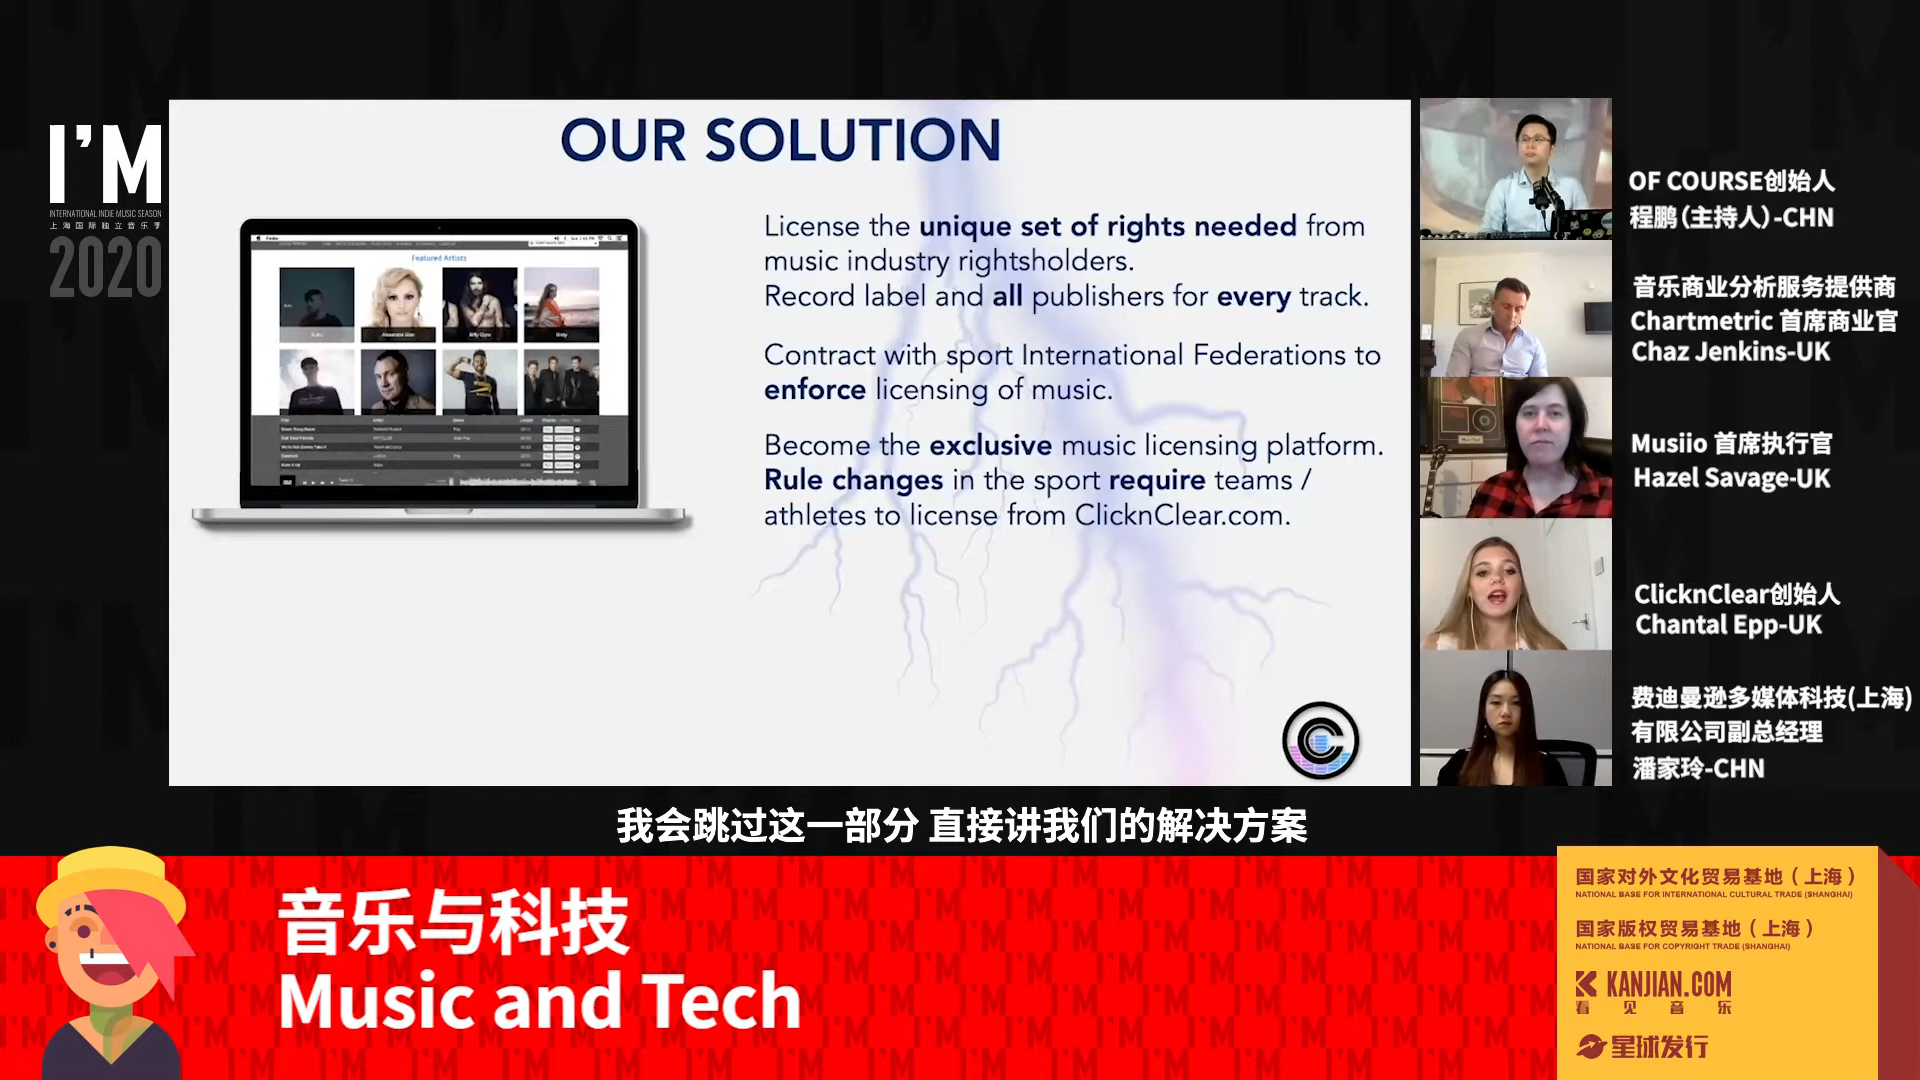 I'M
INTERNATIONAL INDIE MUSIC SEASON
上海国际独立音乐季
2020
OUR SOLUTION
Featured Artists
License the unique set of rights needed from
music industry rightsholders.
Record label and all publishers for every track.
Contract with sport International Federations to
enforce licensing of music.
Become the exclusive music licensing platform.
Rule changes in the sport require teams /
athletes to license from ClicknClear.com.
OF COURSE创始人
程鹏（主持人）-CHN
音乐商业分析服务提供商
Chartmetric 首席商业官
Chaz Jenkins-UK
Musiio 首席执行官
Hazel Savage-UK
ClicknClear创始人
Chantal Epp-UK
费迪曼逊多媒体科技(上海)
有限公司副总经理
潘家玲-CHN
我会跳过这一部分 直接讲我们的解决方案
音乐与科技
Music and Tech
国家对外文化贸易基地（上海）
NATIONAL BASE FOR INTERNATIONAL CULTURAL TRADE (SHANGHAI)
国家版权贸易基地（上海）
NATIONAL BASE FOR COPYRIGHT TRADE (SHANGHAI)
KANJIAN.COM
看见音乐
星球发行